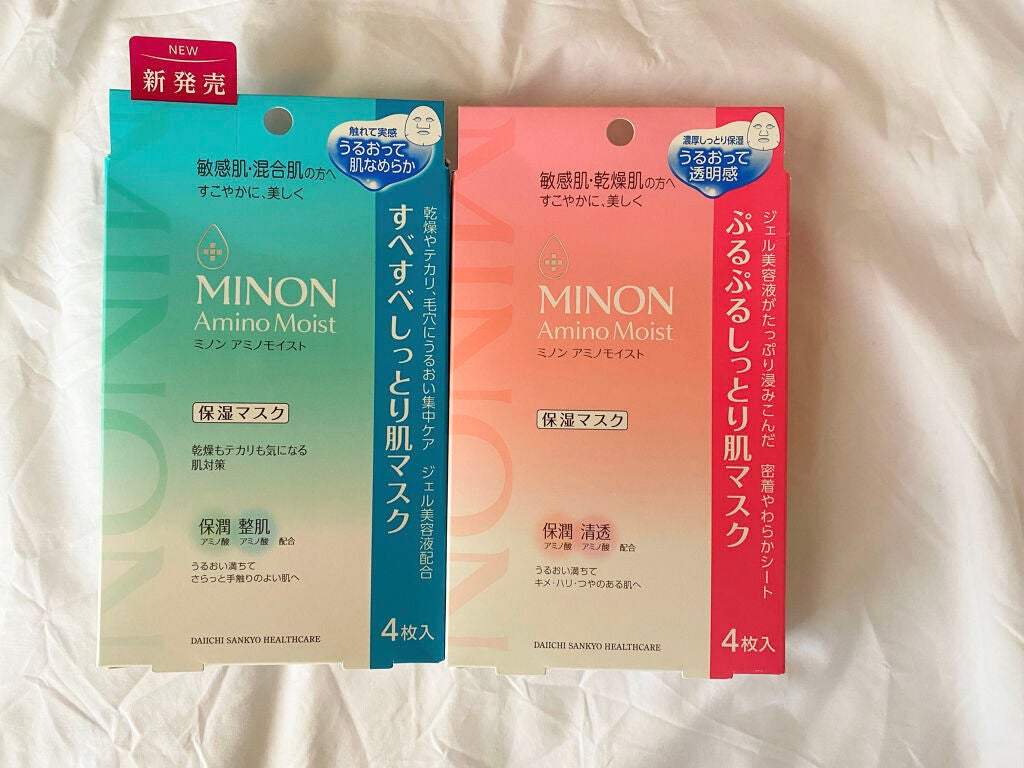 NEW
新発売
触れて実感
うるおって
肌なめらか
敏感肌・混合肌の方へ
すこやかに、美しく
MINON
MINON
Amino Moist
ミノン アミノモイスト
保湿マスク
乾燥もテカリも気になる
肌対策
保潤 整肌
アミノ酸 アミノ酸 配合
うるおい満ちて
さらっと手触りのよい肌へ
DAIICHI SANKYO HEALTHCARE
乾燥やテカリ、毛穴にうるおい集中ケア ジェル美容液配合
すべすべしっとり肌マスク
4枚入
濃厚しっとり保湿
うるおって
透明感
敏感肌・乾燥肌の方へ
すこやかに、美しく
MINON
MINON
Amino Moist
ミノン アミノモイスト
保湿マスク
保潤 清透
アミノ酸 アミノ酸 配合
うるおい満ちて
キメ・ハリ・つやのある肌へ
DAIICHI SANKYO HEALTHCARE
ジェル美容液がたっぷり浸みこんだ 密着やわらかシート
ぷるぷるしっとり肌マスク
4枚入